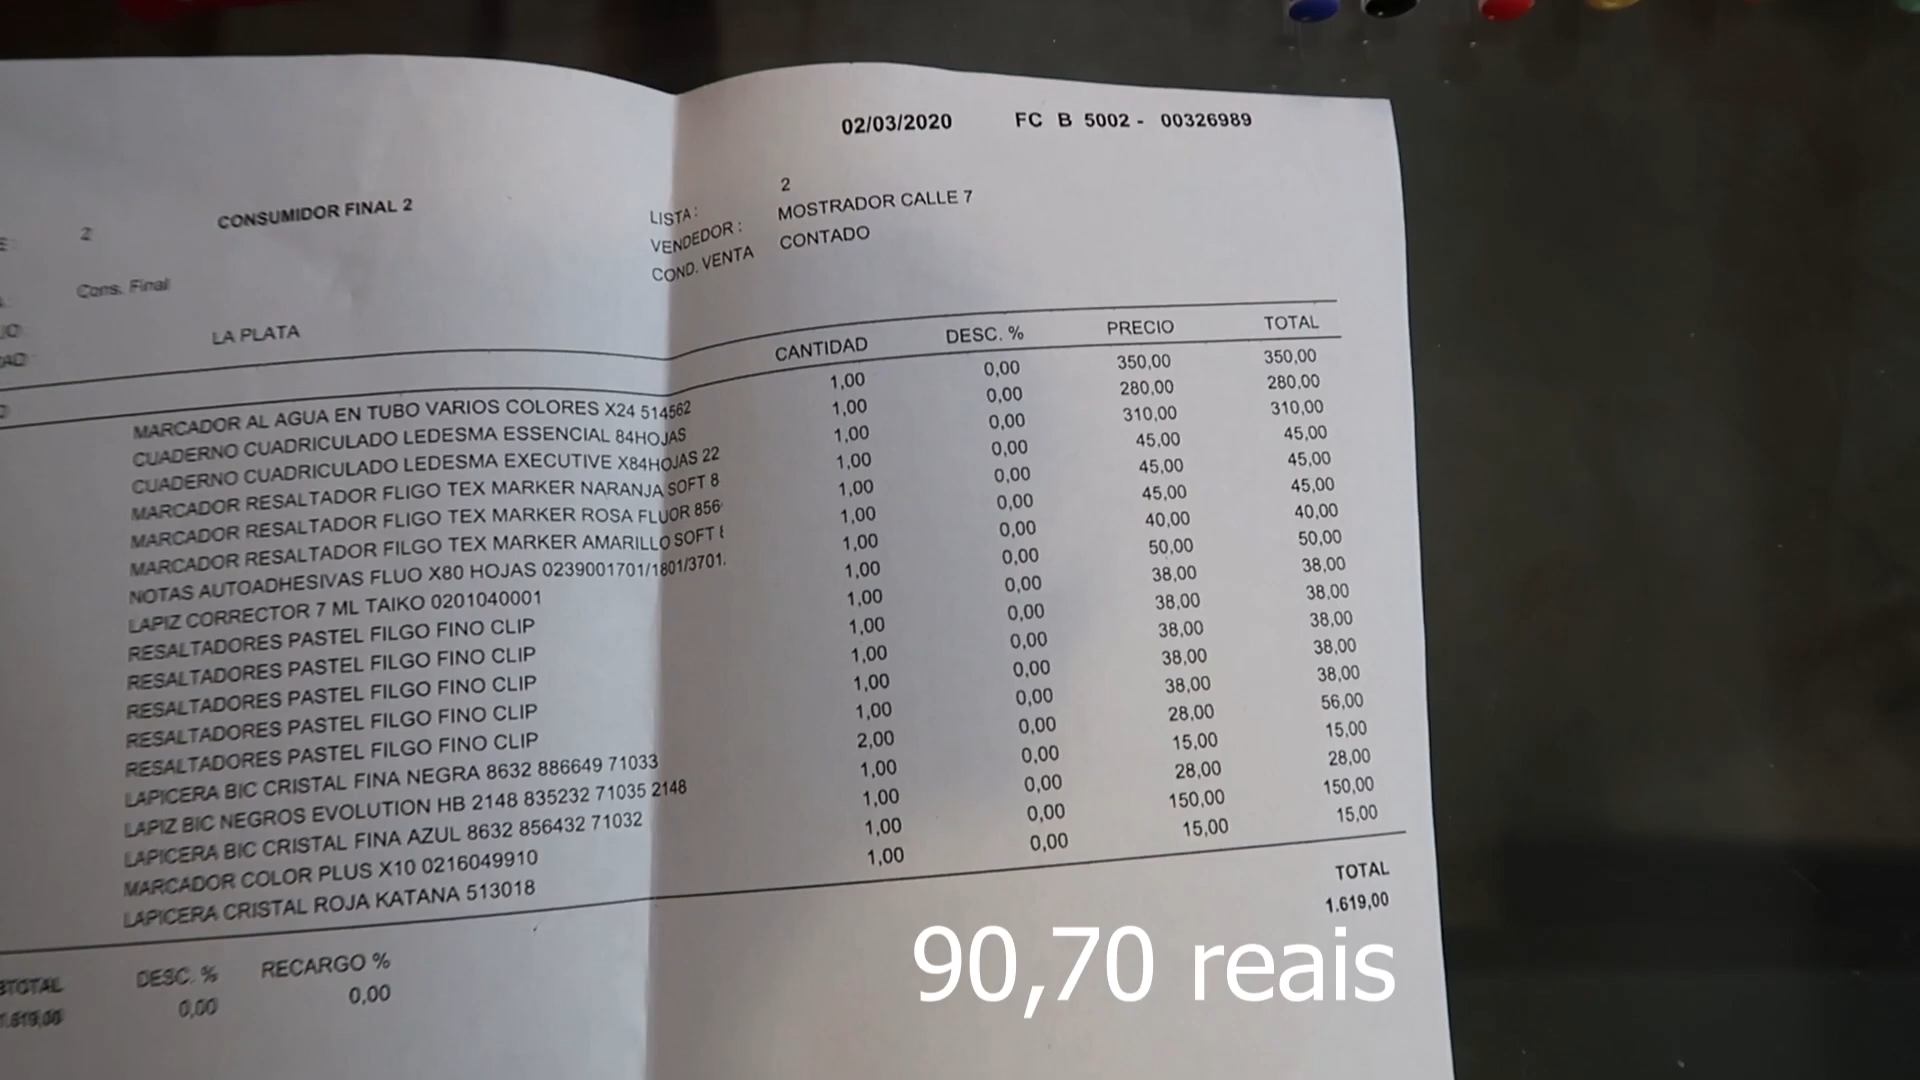 02/03/2020 FC B 5002 - 00326989
2 CONSUMIDOR FINAL 2
LISTA : 2
VENDEDOR : MOSTRADOR CALLE 7
COND. VENTA CONTADO
Cons. Final
LA PLATA
CANTIDAD DESC. % PRECIO TOTAL
MARCADOR AL AGUA EN TUBO VARIOS COLORES X24 514562 1,00 0,00 350,00 350,00
CUADERNO CUADRICULADO LEDESMA ESSENCIAL 84HOJAS 1,00 0,00 280,00 280,00
CUADERNO CUADRICULADO LEDESMA EXECUTIVE X84HOJAS 22 1,00 0,00 310,00 310,00
MARCADOR RESALTADOR FLIGO TEX MARKER NARANJA SOFT 8 1,00 0,00 45,00 45,00
MARCADOR RESALTADOR FLIGO TEX MARKER ROSA FLUOR 856 1,00 0,00 45,00 45,00
MARCADOR RESALTADOR FILGO TEX MARKER AMARILLO SOFT 1,00 0,00 45,00 45,00
NOTAS AUTOADHESIVAS FLUO X80 HOJAS 0239001701/1801/3701. 1,00 0,00 40,00 40,00
LAPIZ CORRECTOR 7 ML TAIKO 0201040001 1,00 0,00 50,00 50,00
RESALTADORES PASTEL FILGO FINO CLIP 1,00 0,00 38,00 38,00
RESALTADORES PASTEL FILGO FINO CLIP 1,00 0,00 38,00 38,00
RESALTADORES PASTEL FILGO FINO CLIP 1,00 0,00 38,00 38,00
RESALTADORES PASTEL FILGO FINO CLIP 1,00 0,00 38,00 38,00
RESALTADORES PASTEL FILGO FINO CLIP 1,00 0,00 38,00 38,00
LAPICERA BIC CRISTAL FINA NEGRA 8632 886649 71033 2,00 0,00 28,00 56,00
LAPIZ BIC NEGROS EVOLUTION HB 2148 835232 71035 2148 1,00 0,00 15,00 15,00
LAPICERA BIC CRISTAL FINA AZUL 8632 856432 71032 1,00 0,00 28,00 28,00
MARCADOR COLOR PLUS X10 0216049910 1,00 0,00 150,00 150,00
LAPICERA CRISTAL ROJA KATANA 513018 1,00 0,00 15,00 15,00
TOTAL
1.619,00
DESC. % RECARGO %
0,00 0,00
90,70 reais